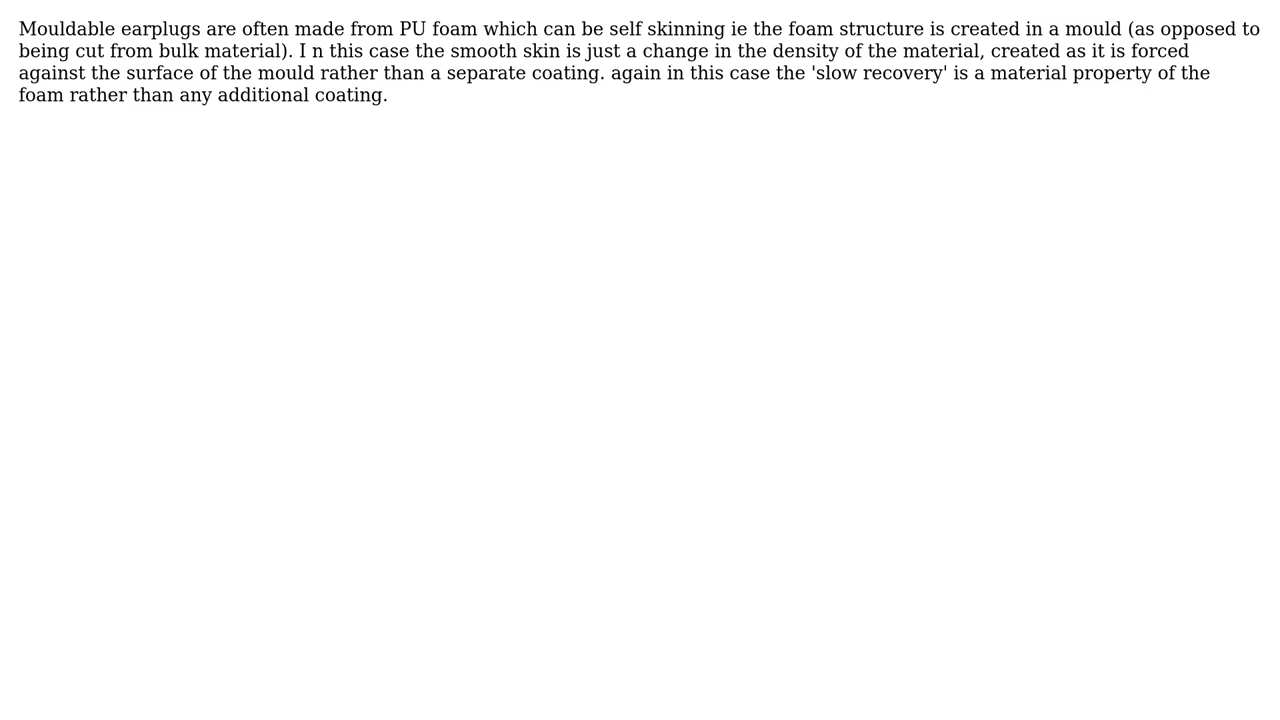 Mouldable earplugs are often made from PU foam which can be self skinning ie the foam structure is created in a mould (as opposed to
being cut from bulk material). I n this case the smooth skin is just a change in the density of the material, created as it is forced
against the surface of the mould rather than a separate coating. again in this case the 'slow recovery' is a material property of the
foam rather than any additional coating.